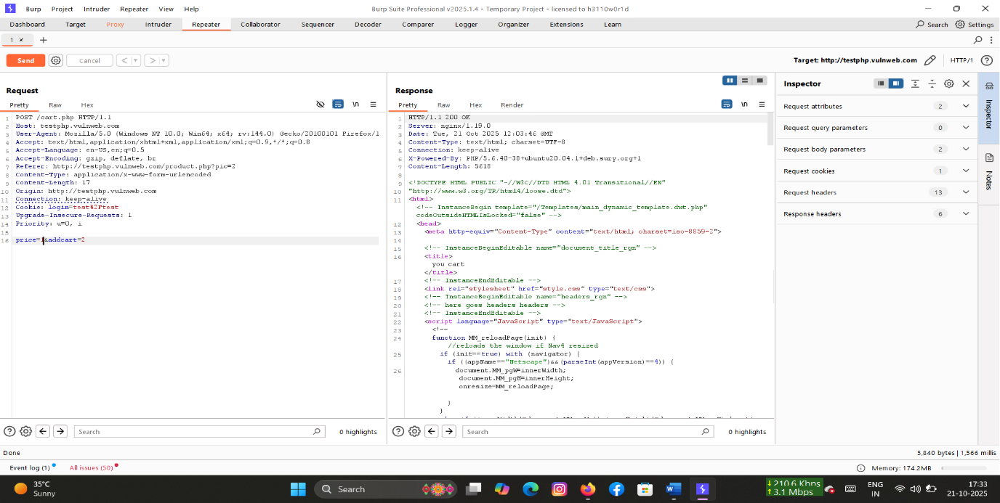 Burp Project Intruder Repeater View Help
Burp Suite Professional v2025.1.4 - Temporary Project - licensed to h3110w0r1d
Dashboard Target Proxy Intruder Repeater Collaborator Sequencer Decoder Comparer Logger Organizer Extensions Learn
Search Settings
1 × +
Send Cancel < >
Target: http://testphp.vulnweb.com HTTP/1
Request
Pretty Raw Hex \n
1 POST /cart.php HTTP/1.1
2 Host: testphp.vulnweb.com
3 User-Agent: Mozilla/5.0 (Windows NT 10.0; Win64; x64; rv:144.0) Gecko/20100101 Firefox/1
4 Accept: text/html,application/xhtml+xml,application/xml;q=0.9,*/*;q=0.8
5 Accept-Language: en-US,en;q=0.5
6 Accept-Encoding: gzip, deflate, br
7 Referer: http://testphp.vulnweb.com/product.php?pic=2
8 Content-Type: application/x-www-form-urlencoded
9 Content-Length: 17
10 Origin: http://testphp.vulnweb.com
11 Connection: keep-alive
12 Cookie: login=test%2Ftest
13 Upgrade-Insecure-Requests: 1
14 Priority: u=0, i
15
16 price=1&addcart=2
Search 0 highlights
Response
Pretty Raw Hex Render \n
1 HTTP/1.1 200 OK
2 Server: nginx/1.19.0
3 Date: Tue, 21 Oct 2025 12:03:46 GMT
4 Content-Type: text/html; charset=UTF-8
5 Connection: keep-alive
6 X-Powered-By: PHP/5.6.40-38+ubuntu20.04.1+deb.sury.org+1
7 Content-Length: 5618
8
9 <!DOCTYPE HTML PUBLIC "-//W3C//DTD HTML 4.01 Transitional//EN"
10 "http://www.w3.org/TR/html4/loose.dtd">
11 <html>
<!-- InstanceBegin template="/Templates/main_dynamic_template.dwt.php"
codeOutsideHTMLIsLocked="false" -->
12 <head>
13 <meta http-equiv="Content-Type" content="text/html; charset=iso-8859-2">
14
15 <!-- InstanceBeginEditable name="document_title_rgn" -->
16 <title>
you cart
</title>
17 <!-- InstanceEndEditable -->
18 <link rel="stylesheet" href="style.css" type="text/css">
19 <!-- InstanceBeginEditable name="headers_rgn" -->
20 <!-- here goes headers headers -->
21 <!-- InstanceEndEditable -->
22 <script language="JavaScript" type="text/JavaScript">
23 <!--
24 function MM_reloadPage(init) {
//reloads the window if Nav4 resized
25 if (init==true) with (navigator) {
if ((appName=="Netscape")&&(parseInt(appVersion)==4)) {
26 document.MM_pgW=innerWidth;
document.MM_pgH=innerHeight;
onresize=MM_reloadPage;
}
}
Search 0 highlights
Inspector
Request attributes 2
Request query parameters 0
Request body parameters 2
Request cookies 1
Request headers 13
Response headers 6
Inspector
Notes
Done
5,840 bytes | 1,566 millis
Event log (1) All issues (50)
Memory: 174.2MB
35°C
Sunny
Search
210.6 Kbps
3.1 Mbps
ENG
IN
17:33
21-10-2025